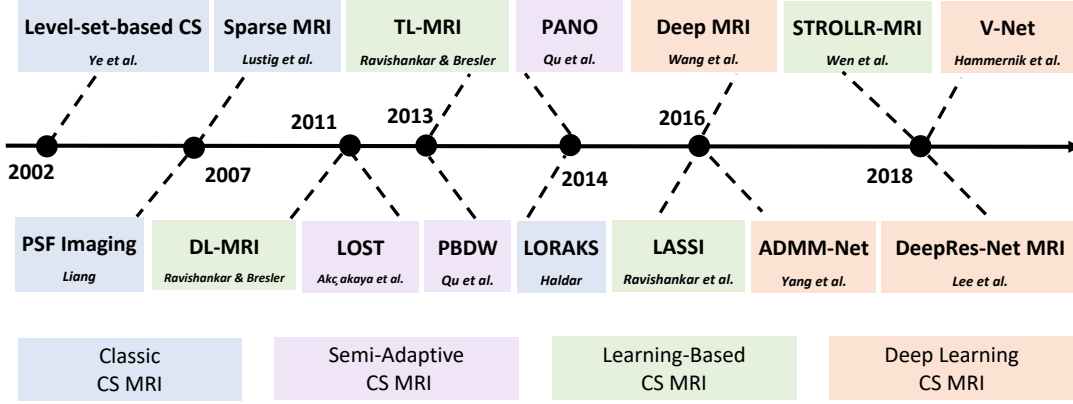 Level-set-based CS
Ye et al.
Sparse MRI
Lustig et al.
TL-MRI
Ravishankar & Bresler
PANO
Qu et al.
Deep MRI
Wang et al.
STROLLR-MRI
Wen et al.
V-Net
Hammernik et al.
2002
2007
2011
2013
2014
2016
2018
PSF Imaging
Liang
DL-MRI
Ravishankar & Bresler
LOST
Akçakaya et al.
PBDW
Qu et al.
LORAKS
Haldar
LASSI
Ravishankar et al.
ADMM-Net
Yang et al.
DeepRes-Net MRI
Lee et al.
Classic
CS MRI
Semi-Adaptive
CS MRI
Learning-Based
CS MRI
Deep Learning
CS MRI